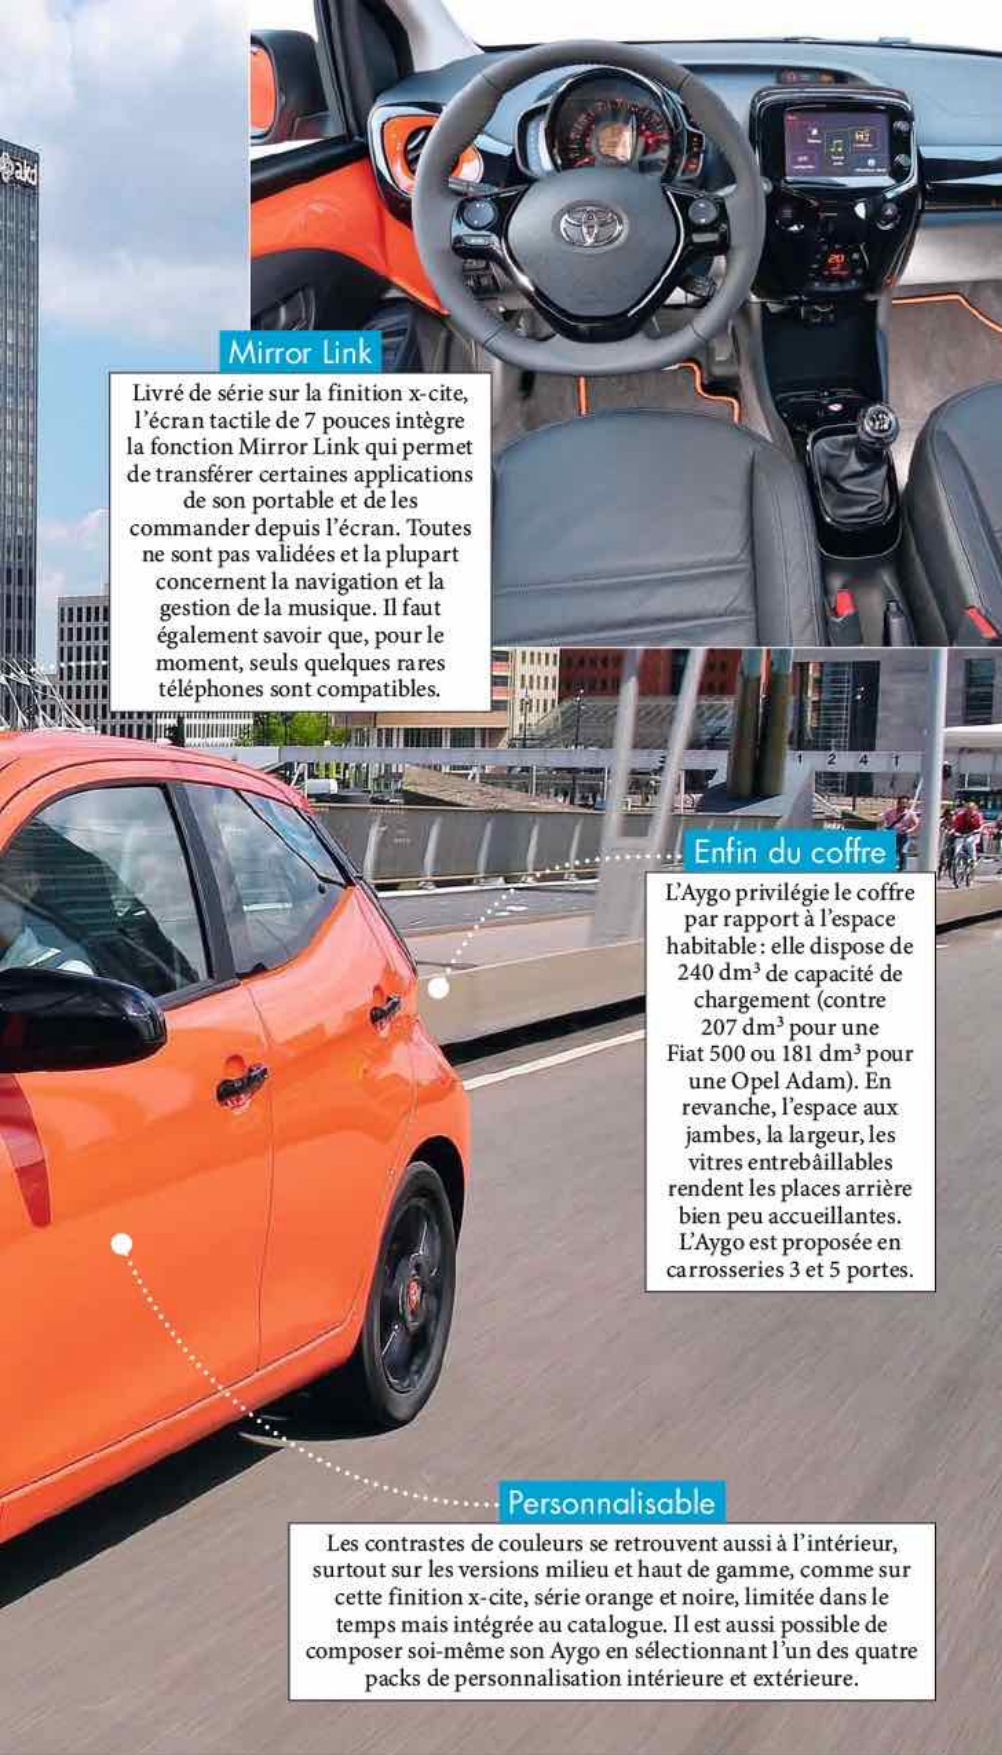 akd
Mirror Link
Livré de série sur la finition x-cite,
l'écran tactile de 7 pouces intègre
la fonction Mirror Link qui permet
de transférer certaines applications
de son portable et de les
commander depuis l'écran. Toutes
ne sont pas validées et la plupart
concernent la navigation et la
gestion de la musique. Il faut
également savoir que, pour le
moment, seuls quelques rares
téléphones sont compatibles.
1 2 4 1
Enfin du coffre
L'Aygo privilégie le coffre
par rapport à l'espace
habitable : elle dispose de
240 dm³ de capacité de
chargement (contre
207 dm³ pour une
Fiat 500 ou 181 dm³ pour
une Opel Adam). En
revanche, l'espace aux
jambes, la largeur, les
vitres entrebâillables
rendent les places arrière
bien peu accueillantes.
L'Aygo est proposée en
carrosseries 3 et 5 portes.
Personnalisable
Les contrastes de couleurs se retrouvent aussi à l'intérieur,
surtout sur les versions milieu et haut de gamme, comme sur
cette finition x-cite, série orange et noire, limitée dans le
temps mais intégrée au catalogue. Il est aussi possible de
composer soi-même son Aygo en sélectionnant l'un des quatre
packs de personnalisation intérieure et extérieure.